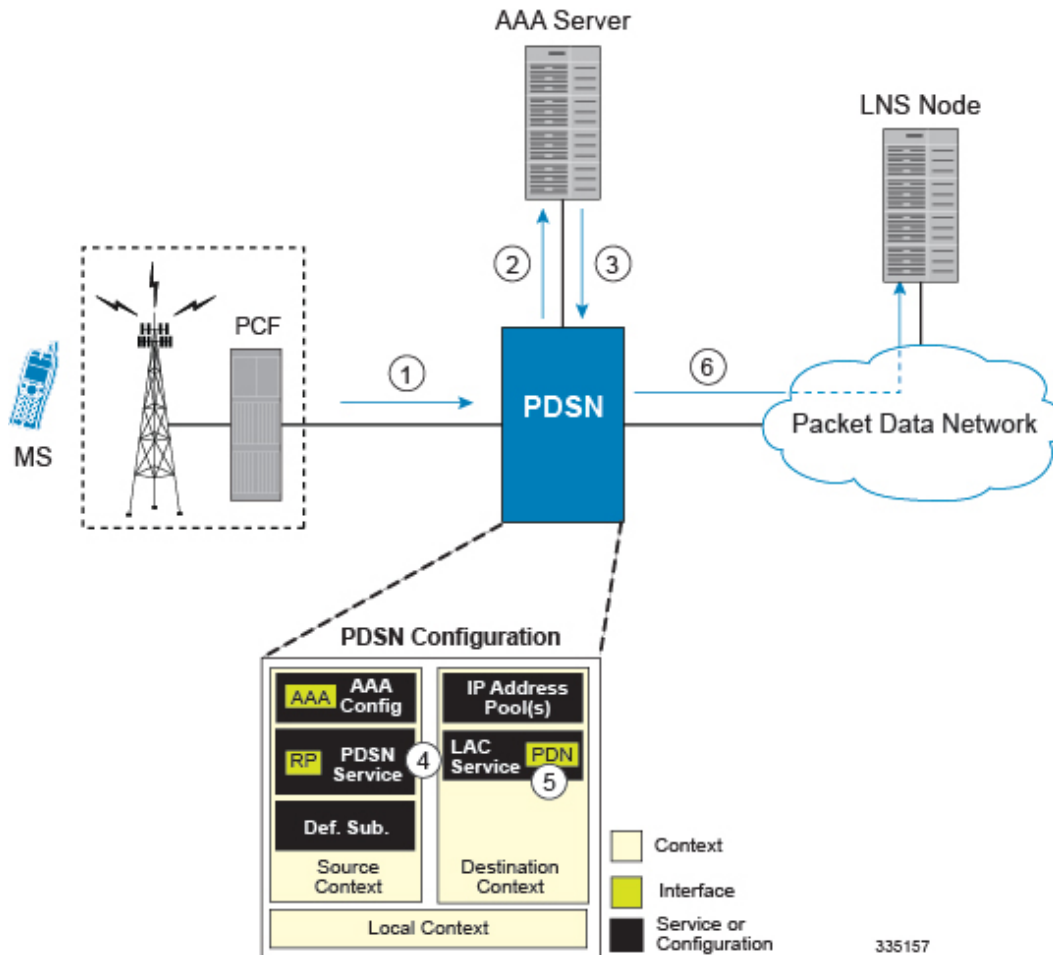 AAA Server
LNS Node
2
3
PCF
1
6
MS
PDSN
Packet Data Network
PDSN Configuration
AAA
AAA
Config
IP Address
Pool(s)
RP
PDSN
Service
4
LAC
Service
PDN
5
Def. Sub.
Source
Context
Destination
Context
Local Context
Context
Interface
Service or
Configuration
335157